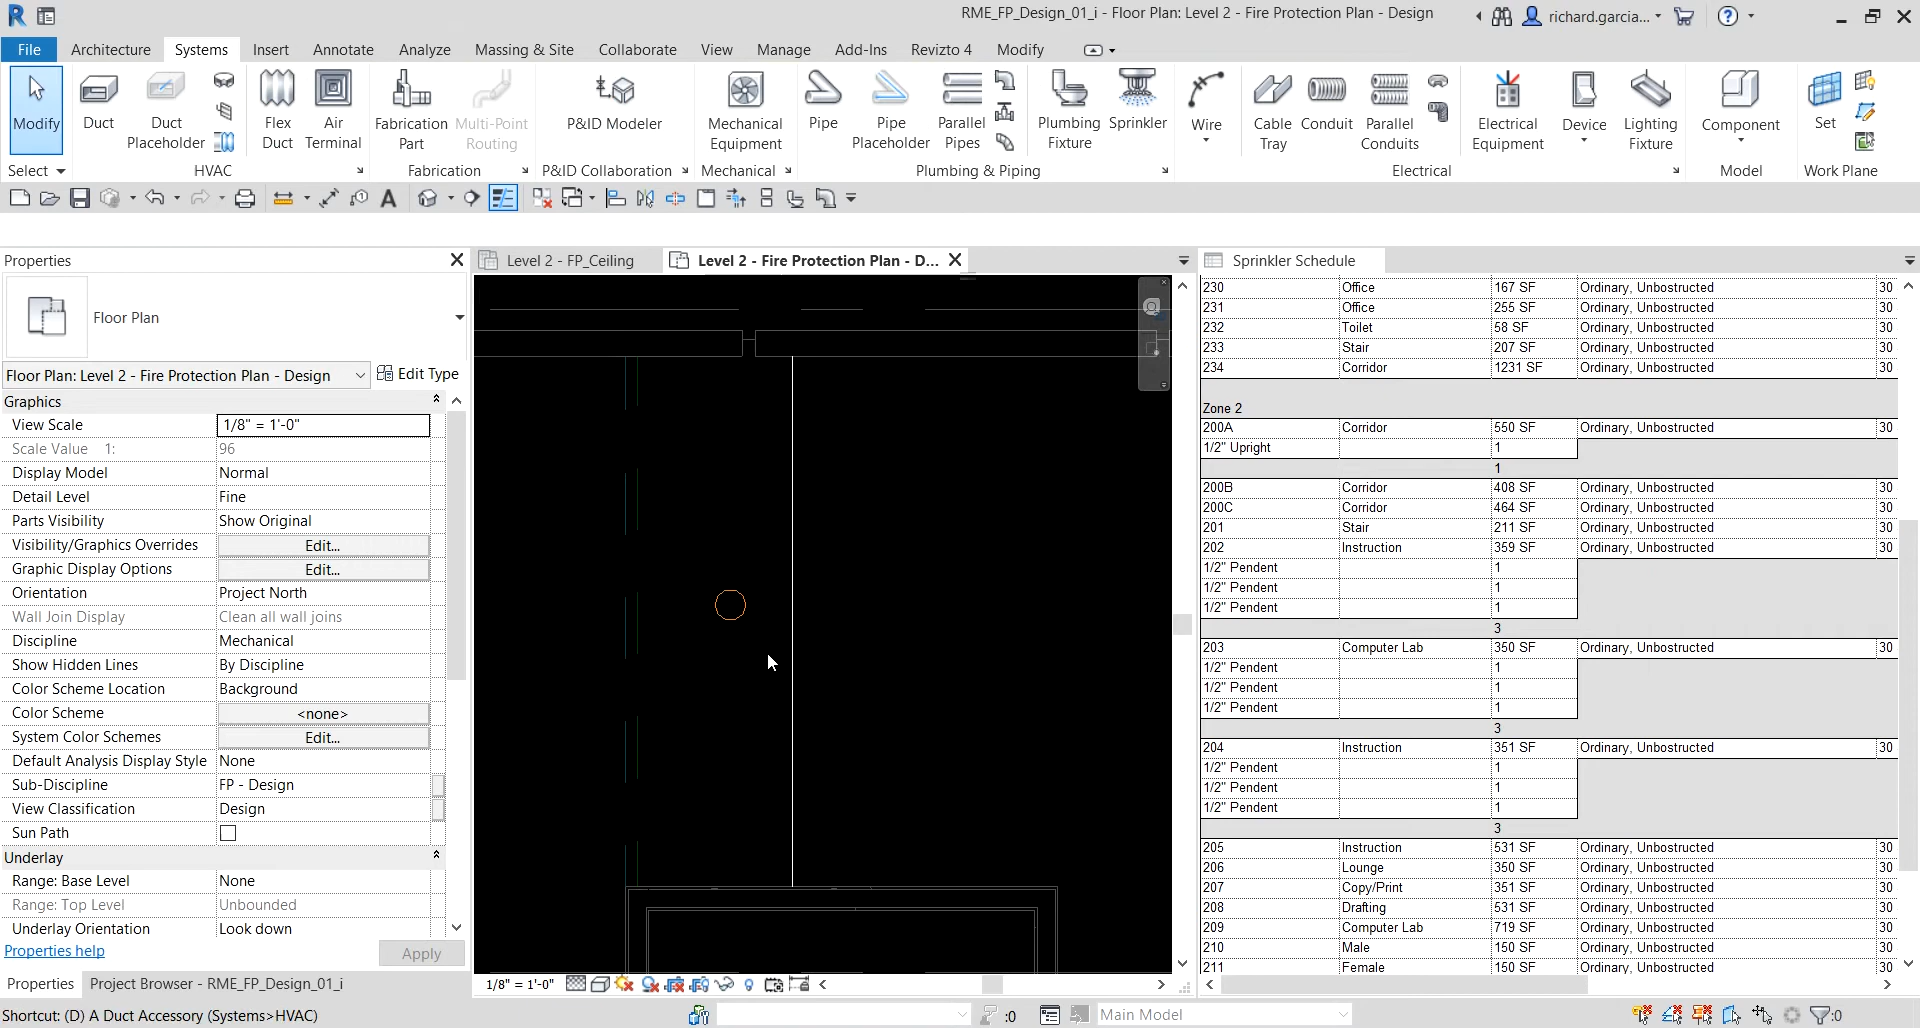 RME_FP_Design_01_i - Floor Plan: Level 2 - Fire Protection Plan - Design
richard.garcia...
File Architecture Systems Insert Annotate Analyze Massing & Site Collaborate View Manage Add-Ins Revizto 4 Modify
Modify
Duct
Duct Placeholder
Flex Duct
Air Terminal
Fabrication Part
Multi-Point Routing
P&ID Modeler
Mechanical Equipment
Pipe
Pipe Placeholder
Parallel Pipes
Plumbing Fixture
Sprinkler
Wire
Cable Tray
Conduit
Parallel Conduits
Electrical Equipment
Device
Lighting Fixture
Component
Set
Select HVAC Fabrication P&ID Collaboration Mechanical Plumbing & Piping Electrical Model Work Plane
Properties
Level 2 - FP_Ceiling
Level 2 - Fire Protection Plan - D...
Sprinkler Schedule
Floor Plan
Floor Plan: Level 2 - Fire Protection Plan - Design
Edit Type
Graphics
View Scale 1/8" = 1'-0"
Scale Value 1: 96
Display Model Normal
Detail Level Fine
Parts Visibility Show Original
Visibility/Graphics Overrides Edit...
Graphic Display Options Edit...
Orientation Project North
Wall Join Display Clean all wall joins
Discipline Mechanical
Show Hidden Lines By Discipline
Color Scheme Location Background
Color Scheme <none>
System Color Schemes Edit...
Default Analysis Display Style None
Sub-Discipline FP - Design
View Classification Design
Sun Path
Underlay
Range: Base Level None
Range: Top Level Unbounded
Underlay Orientation Look down
Properties help
Apply
Properties
Project Browser - RME_FP_Design_01_i
230 Office 167 SF Ordinary, Unbostructed 30
231 Office 255 SF Ordinary, Unbostructed 30
232 Toilet 58 SF Ordinary, Unbostructed 30
233 Stair 207 SF Ordinary, Unbostructed 30
234 Corridor 1231 SF Ordinary, Unbostructed 30
Zone 2
200A Corridor 550 SF Ordinary, Unbostructed 30
1/2" Upright 1
1
200B Corridor 408 SF Ordinary, Unbostructed 30
200C Corridor 464 SF Ordinary, Unbostructed 30
201 Stair 211 SF Ordinary, Unbostructed 30
202 Instruction 359 SF Ordinary, Unbostructed 30
1/2" Pendent 1
1/2" Pendent 1
1/2" Pendent 1
3
203 Computer Lab 350 SF Ordinary, Unbostructed 30
1/2" Pendent 1
1/2" Pendent 1
1/2" Pendent 1
3
204 Instruction 351 SF Ordinary, Unbostructed 30
1/2" Pendent 1
1/2" Pendent 1
1/2" Pendent 1
3
205 Instruction 531 SF Ordinary, Unbostructed 30
206 Lounge 350 SF Ordinary, Unbostructed 30
207 Copy/Print 351 SF Ordinary, Unbostructed 30
208 Drafting 531 SF Ordinary, Unbostructed 30
209 Computer Lab 719 SF Ordinary, Unbostructed 30
210 Male 150 SF Ordinary, Unbostructed 30
211 Female 150 SF Ordinary, Unbostructed 30
1/8" = 1'-0"
Shortcut: (D) A Duct Accessory (Systems>HVAC)
:0
Main Model
:0